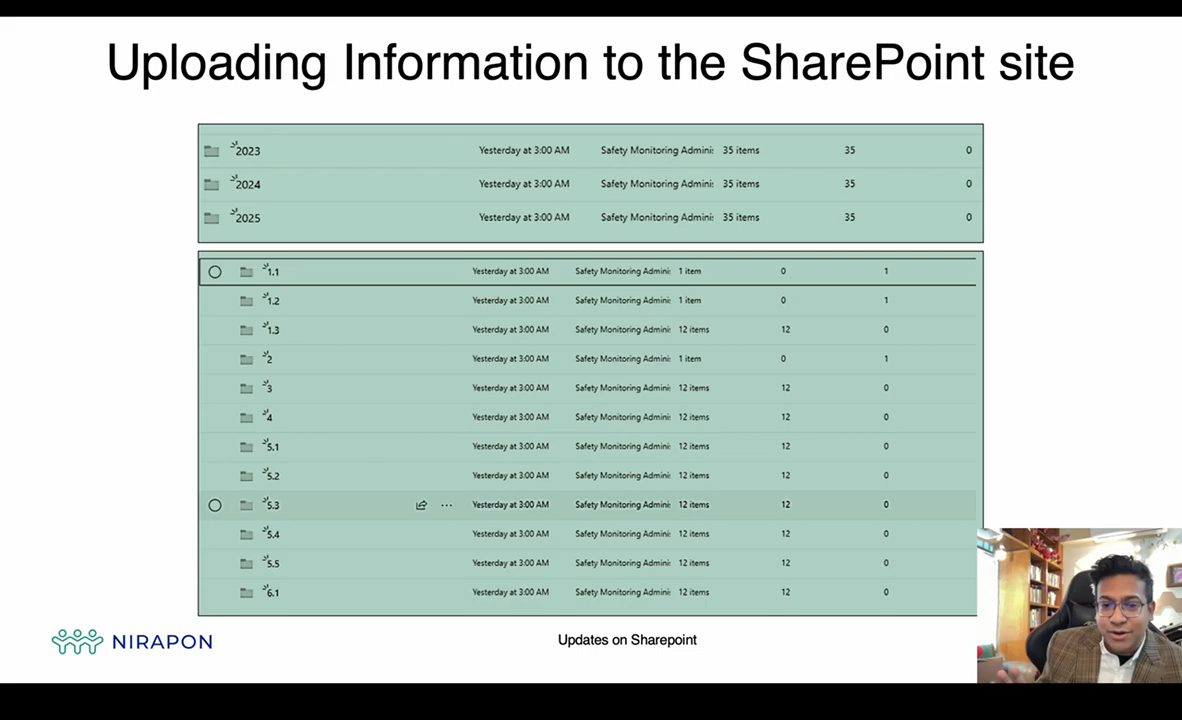 Uploading Information to the SharePoint site
2023 Yesterday at 3:00 AM Safety Monitoring Admini 35 items 35 0
2024 Yesterday at 3:00 AM Safety Monitoring Admini 35 items 35 0
2025 Yesterday at 3:00 AM Safety Monitoring Admini 35 items 35 0
1.1 Yesterday at 3:00 AM Safety Monitoring Admini 1 item 0 1
1.2 Yesterday at 3:00 AM Safety Monitoring Admini 1 item 0 1
1.3 Yesterday at 3:00 AM Safety Monitoring Admini 12 items 12 0
2 Yesterday at 3:00 AM Safety Monitoring Admini 1 item 0 1
3 Yesterday at 3:00 AM Safety Monitoring Admini 12 items 12 0
4 Yesterday at 3:00 AM Safety Monitoring Admini 12 items 12 0
5.1 Yesterday at 3:00 AM Safety Monitoring Admini 12 items 12 0
5.2 Yesterday at 3:00 AM Safety Monitoring Admini 12 items 12 0
5.3 ... Yesterday at 3:00 AM Safety Monitoring Admini 12 items 12 0
5.4 Yesterday at 3:00 AM Safety Monitoring Admini 12 items 12 0
5.5 Yesterday at 3:00 AM Safety Monitoring Admini 12 items 12 0
6.1 Yesterday at 3:00 AM Safety Monitoring Admini 12 items 12 0
NIRAPON
Updates on Sharepoint